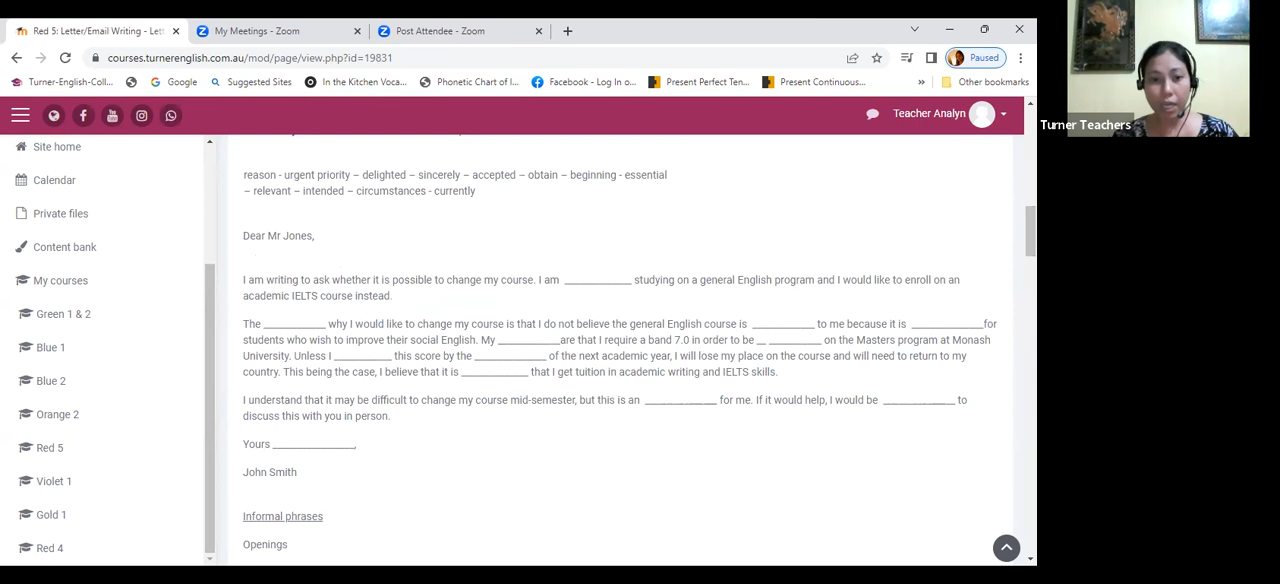 Red 5: Letter/Email Writing - Lett
My Meetings - Zoom
Post Attendee - Zoom
courses.turnerenglish.com.au/mod/page/view.php?id=19831
Paused
Turner-English-Coll...
Google
Suggested Sites
In the Kitchen Voca...
Phonetic Chart of I...
Facebook - Log In o...
Present Perfect Ten...
Present Continuous...
»
Other bookmarks
Teacher Analyn
Turner Teachers
Site home
Calendar
Private files
Content bank
My courses
Green 1 & 2
Blue 1
Blue 2
Orange 2
Red 5
Violet 1
Gold 1
Red 4
reason - urgent priority – delighted – sincerely – accepted – obtain – beginning - essential
– relevant – intended – circumstances - currently
Dear Mr Jones,
I am writing to ask whether it is possible to change my course. I am ____________ studying on a general English program and I would like to enroll on an
academic IELTS course instead.
The ___________ why I would like to change my course is that I do not believe the general English course is ___________ to me because it is _____________for
students who wish to improve their social English. My ___________are that I require a band 7.0 in order to be __ __________ on the Masters program at Monash
University. Unless I __________ this score by the _____________ of the next academic year, I will lose my place on the course and will need to return to my
country. This being the case, I believe that it is ____________ that I get tuition in academic writing and IELTS skills.
I understand that it may be difficult to change my course mid-semester, but this is an _____________ for me. If it would help, I would be _____________ to
discuss this with you in person.
Yours _______________,
John Smith
Informal phrases
Openings